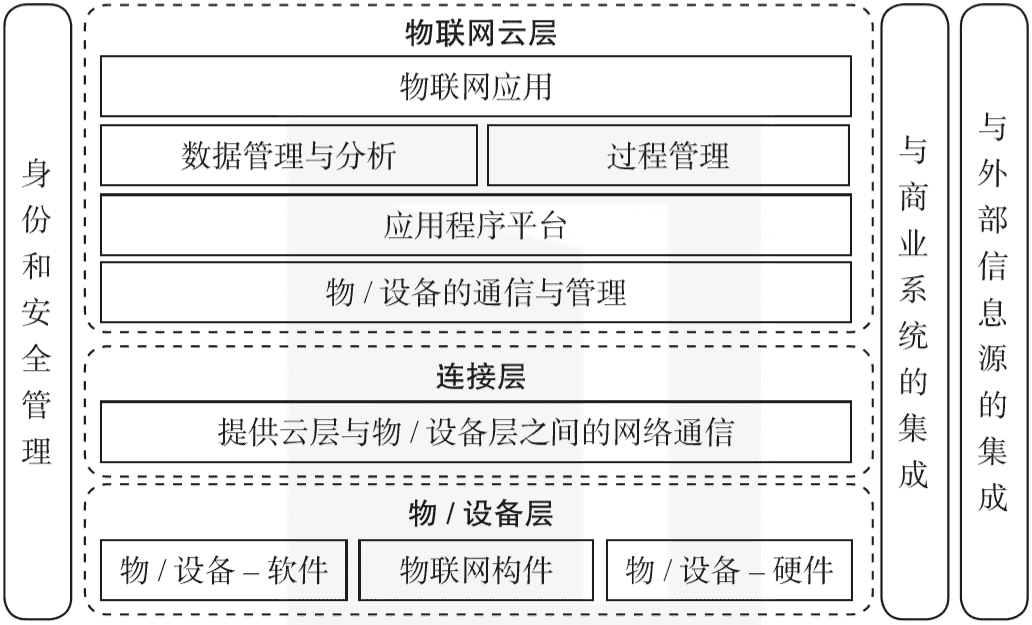 身份和安全管理
物联网云层
物联网应用
数据管理与分析
过程管理
应用程序平台
物 / 设备的通信与管理
连接层
提供云层与物 / 设备层之间的网络通信
物 / 设备层
物 / 设备 – 软件
物联网构件
物 / 设备 – 硬件
与商业系统的集成
与外部信息源的集成